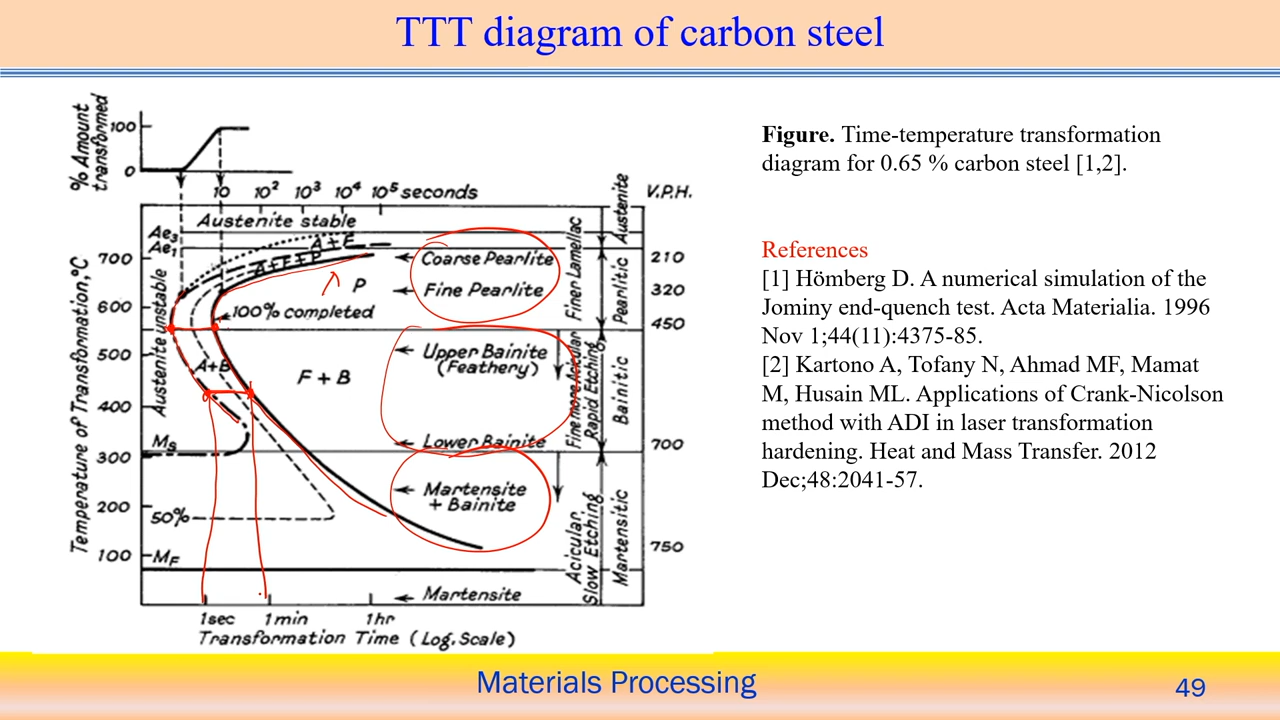 TTT diagram of carbon steel
% Amount transformed
100
0
10 10² 10³ 10⁴ 10⁵ seconds
V.P.H.
Austenite stable
Austenite
Ae₃
Ae₁
A+F
A+F+P
P
700
600
500
400
300
200
100
Temperature of Transformation,°C
Austenite unstable
100% completed
A+B
F + B
Ms
50%
MF
Coarse Pearlite
Fine Pearlite
Upper Bainite
(Feathery)
Lower Bainite
Martensite
+ Bainite
Martensite
Finer Lamellac
Pearlitic
Rapid Etching
Bainitic
Acicular
Slow Etching
Martensitic
210
320
450
700
750
1sec 1min 1hr
Transformation Time (Log. Scale)
Figure. Time-temperature transformation
diagram for 0.65 % carbon steel [1,2].
References
[1] Hömberg D. A numerical simulation of the
Jominy end-quench test. Acta Materialia. 1996
Nov 1;44(11):4375-85.
[2] Kartono A, Tofany N, Ahmad MF, Mamat
M, Husain ML. Applications of Crank-Nicolson
method with ADI in laser transformation
hardening. Heat and Mass Transfer. 2012
Dec;48:2041-57.
Materials Processing
49